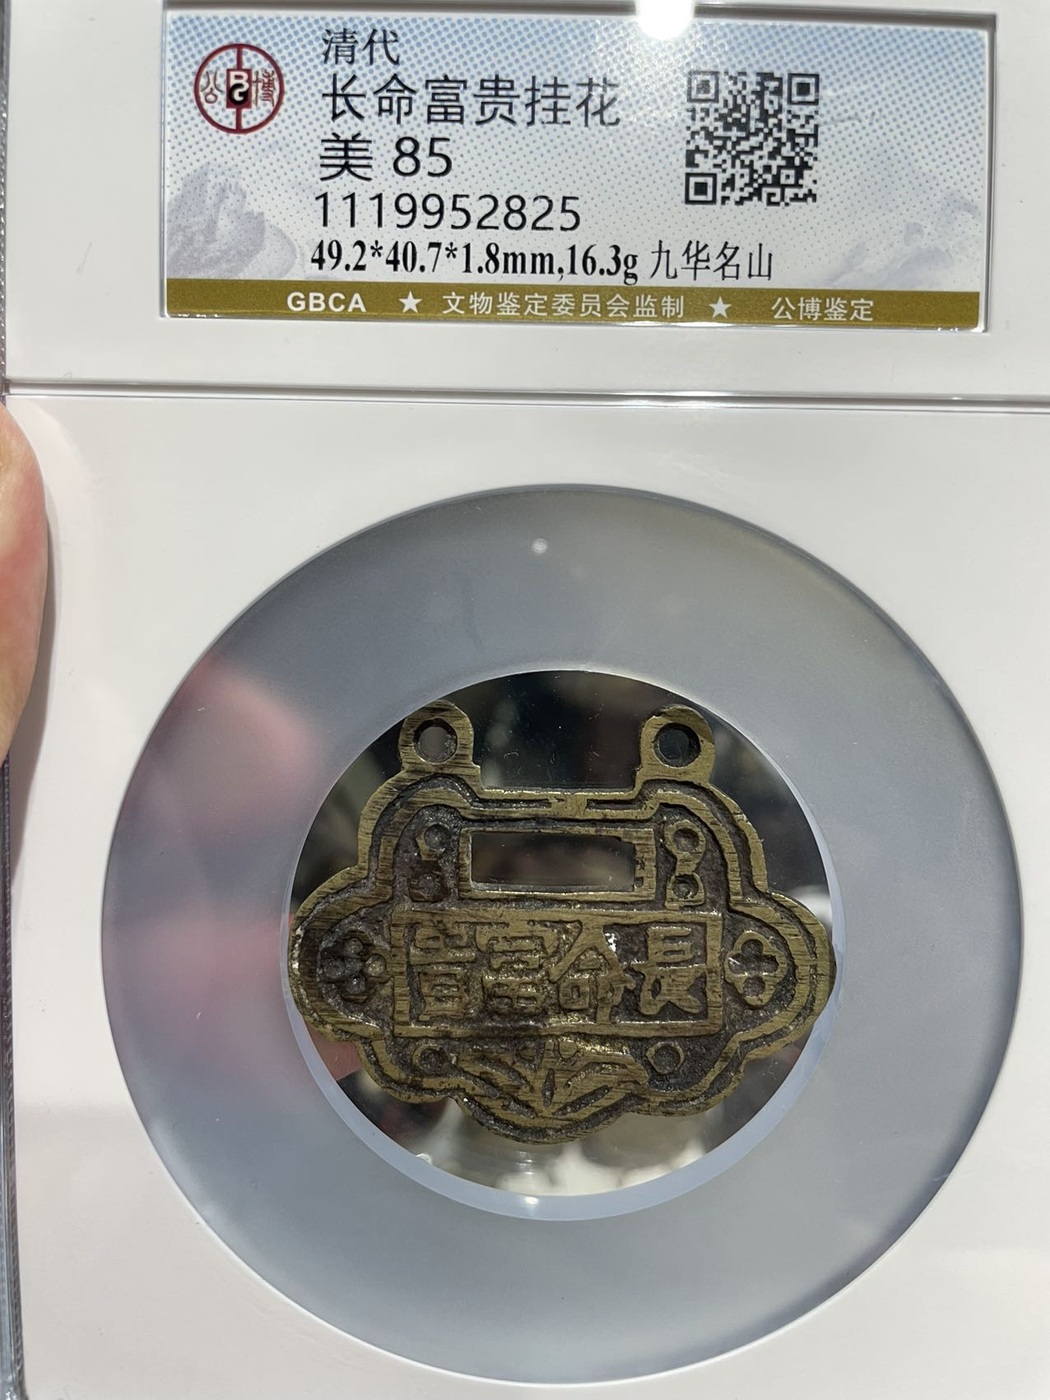 公 博
清代
长命富贵挂花
美 85
1119952825
49.2*40.7*1.8mm,16.3g 九华名山
GBCA ★ 文物鉴定委员会监制 ★ 公博鉴定
長命富貴